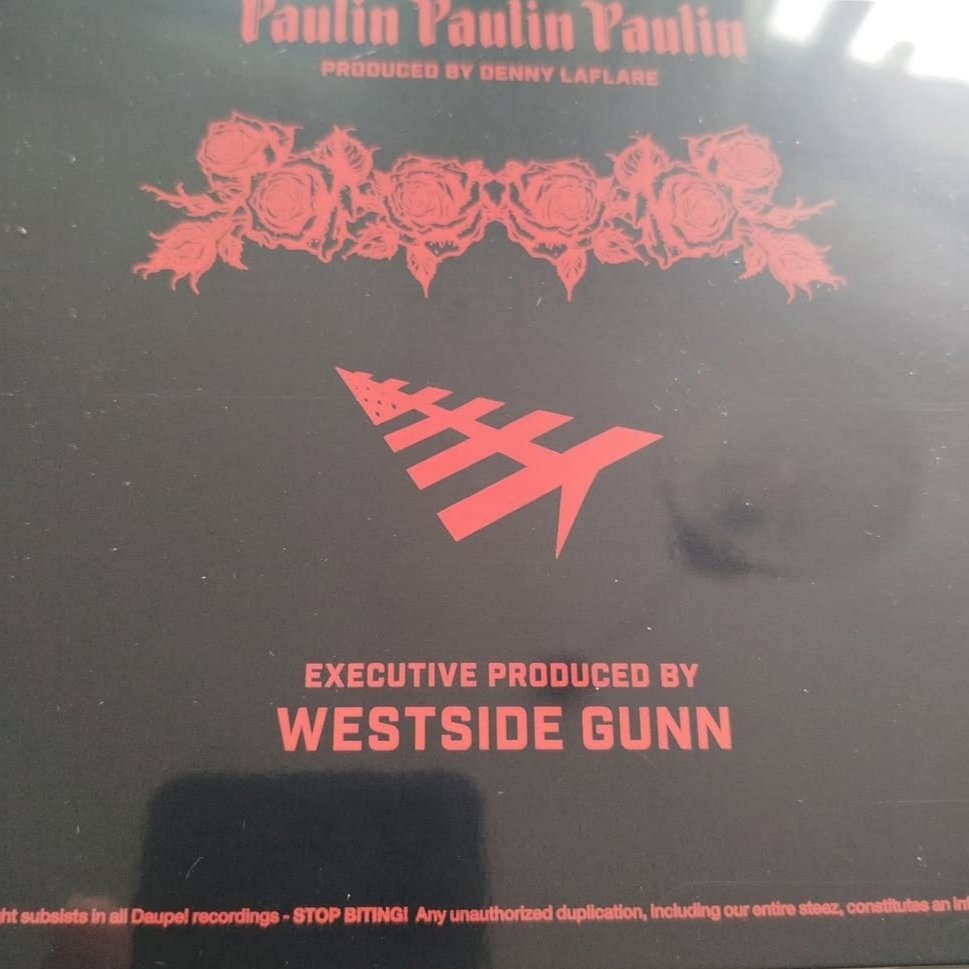 Paulin Paulin Paulin
PRODUCED BY DENNY LAFLARE
EXECUTIVE PRODUCED BY
WESTSIDE GUNN
subsists in all Daupe! recordings - STOP BITING! Any unauthorized duplication, including our entire steez, constitutes an